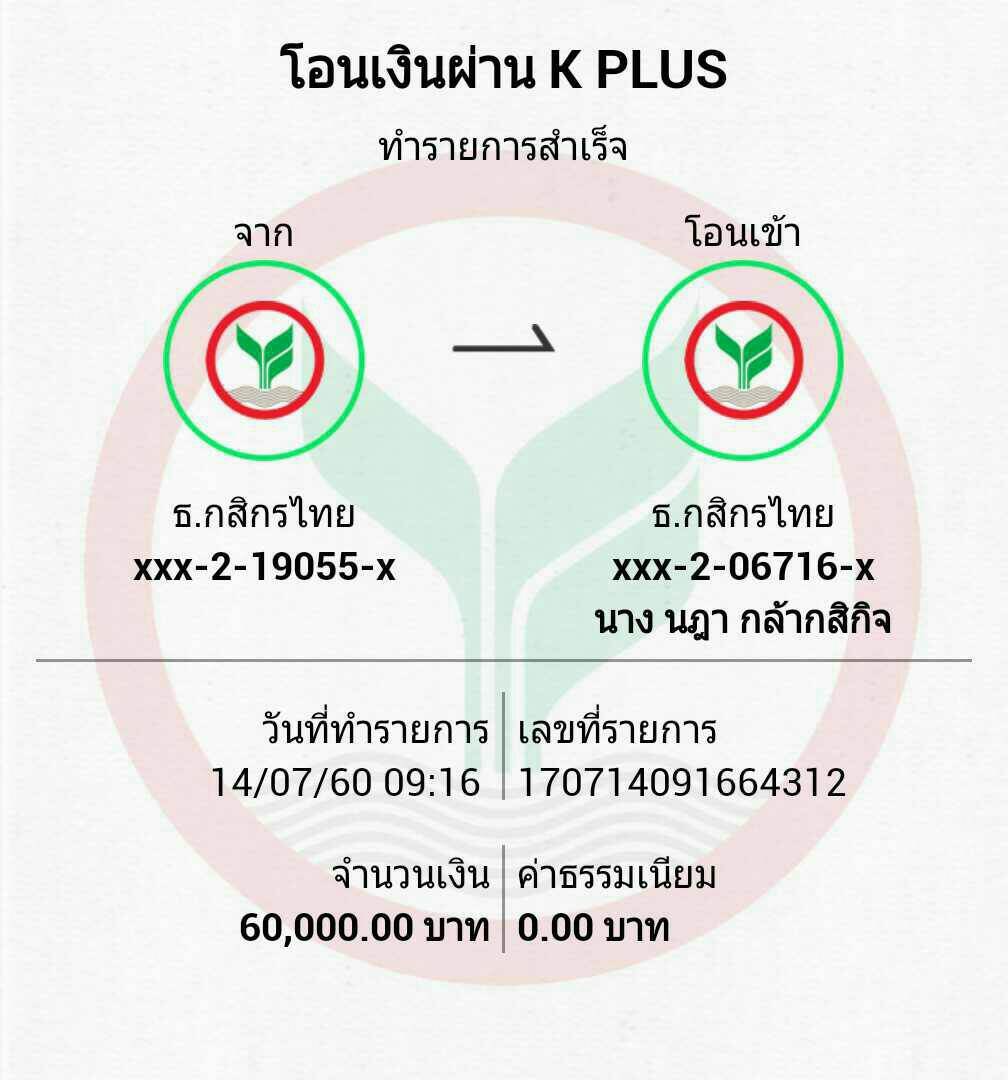 โอนเงินผ่าน K PLUS
ทำรายการสำเร็จ
จาก
โอนเข้า
ธ.กสิกรไทย
xxx-2-19055-x
ธ.กสิกรไทย
xxx-2-06716-x
นาง นฎา กล้ากสิกิจ
วันที่ทำรายการ
14/07/60 09:16
เลขที่รายการ
170714091664312
จำนวนเงิน
60,000.00 บาท
ค่าธรรมเนียม
0.00 บาท